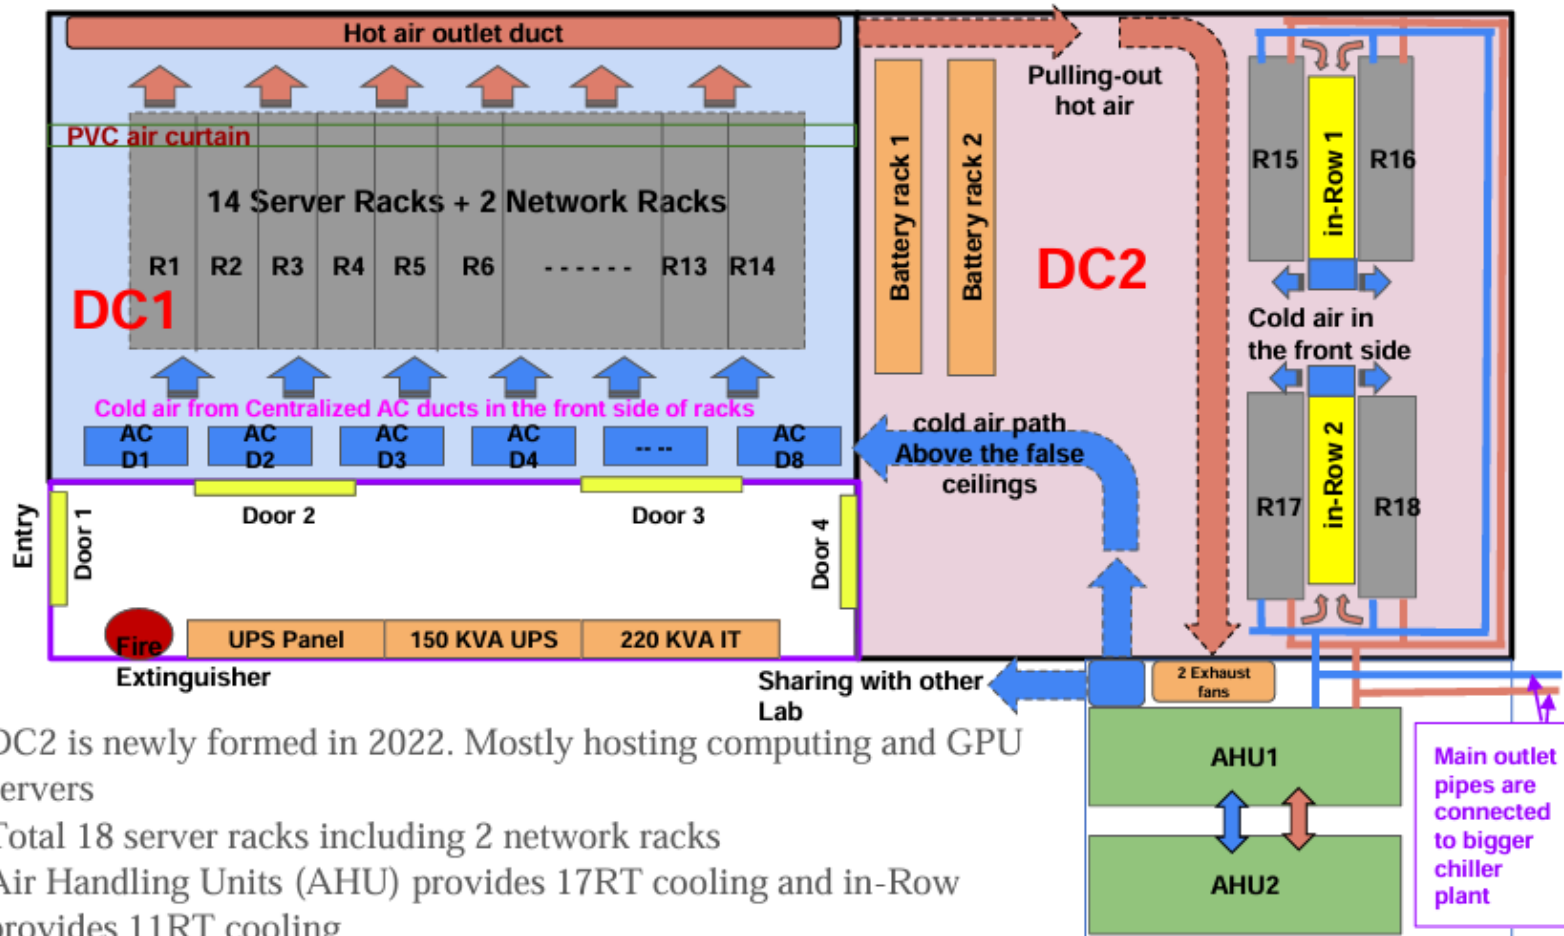 Hot air outlet duct
PVC air curtain
14 Server Racks + 2 Network Racks
R1 R2 R3 R4 R5 R6 - - - - - - R13 R14
DC1
Cold air from Centralized AC ducts in the front side of racks
AC D1
AC D2
AC D3
AC D4
-- --
AC D8
Entry
Door 1
Door 2
Door 3
Door 4
Fire
Extinguisher
UPS Panel
150 KVA UPS
220 KVA IT
Pulling-out
hot air
Battery rack 1
Battery rack 2
DC2
R15
in-Row 1
R16
Cold air in
the front side
R17
in-Row 2
R18
cold air path
Above the false
ceilings
Sharing with other
Lab
2 Exhaust
fans
AHU1
AHU2
Main outlet
pipes are
connected
to bigger
chiller
plant
DC2 is newly formed in 2022. Mostly hosting computing and GPU
servers
Total 18 server racks including 2 network racks
Air Handling Units (AHU) provides 17RT cooling and in-Row
provides 11RT cooling